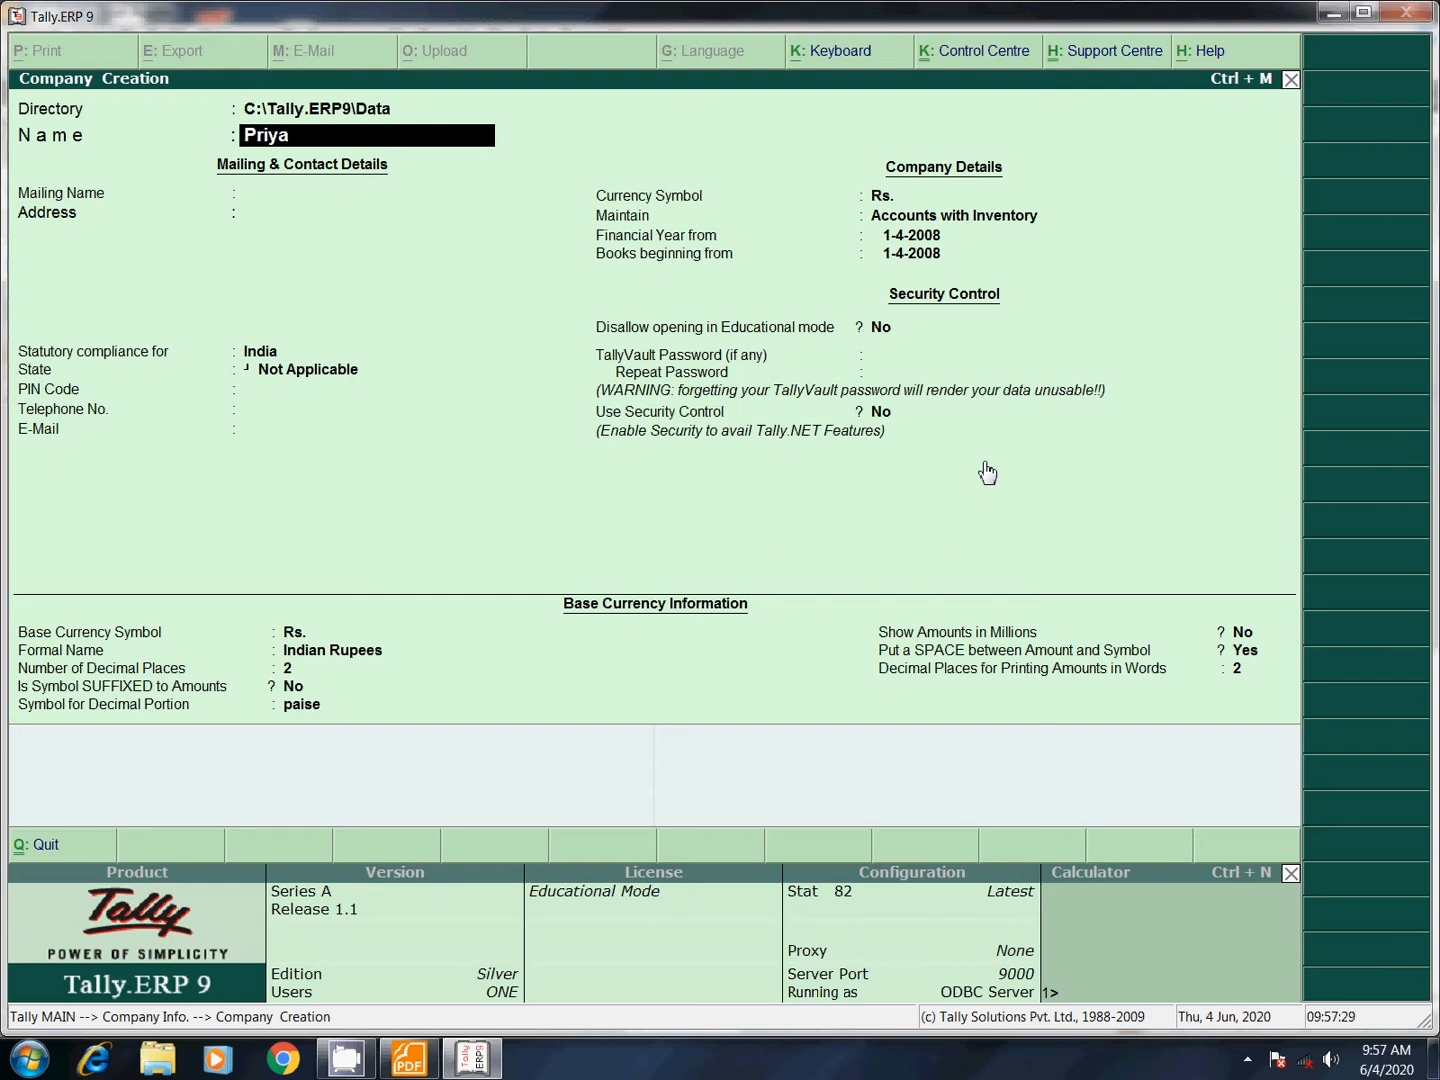 Tally.ERP 9
P: Print
E: Export
M: E-Mail
O: Upload
G: Language
K: Keyboard
K: Control Centre
H: Support Centre
H: Help
Company Creation
Ctrl + M
Directory : C:\Tally.ERP9\Data
Name : Priya
Mailing & Contact Details
Mailing Name :
Address :
Statutory compliance for : India
State : ┘ Not Applicable
PIN Code :
Telephone No. :
E-Mail :
Company Details
Currency Symbol : Rs.
Maintain : Accounts with Inventory
Financial Year from : 1-4-2008
Books beginning from : 1-4-2008
Security Control
Disallow opening in Educational mode ? No
TallyVault Password (if any) :
Repeat Password :
(WARNING: forgetting your TallyVault password will render your data unusable!!)
Use Security Control ? No
(Enable Security to avail Tally.NET Features)
Base Currency Information
Base Currency Symbol : Rs.
Formal Name : Indian Rupees
Number of Decimal Places : 2
Is Symbol SUFFIXED to Amounts ? No
Symbol for Decimal Portion : paise
Show Amounts in Millions ? No
Put a SPACE between Amount and Symbol ? Yes
Decimal Places for Printing Amounts in Words : 2
Q: Quit
Product
Tally
POWER OF SIMPLICITY
Tally.ERP 9
Version
Series A
Release 1.1
Edition Silver
Users ONE
License
Educational Mode
Configuration
Stat 82 Latest
Proxy None
Server Port 9000
Running as ODBC Server
Calculator Ctrl + N
1>
Tally MAIN --> Company Info. --> Company Creation
(c) Tally Solutions Pvt. Ltd., 1988-2009
Thu, 4 Jun, 2020
09:57:29
PDF
Tally
ERP9
9:57 AM
6/4/2020